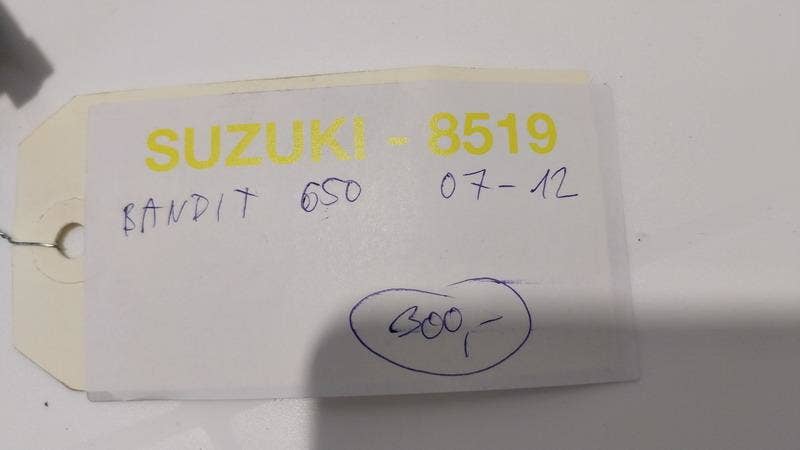 SUZUKI - 8519
BANDIT 650 07-12
300,-